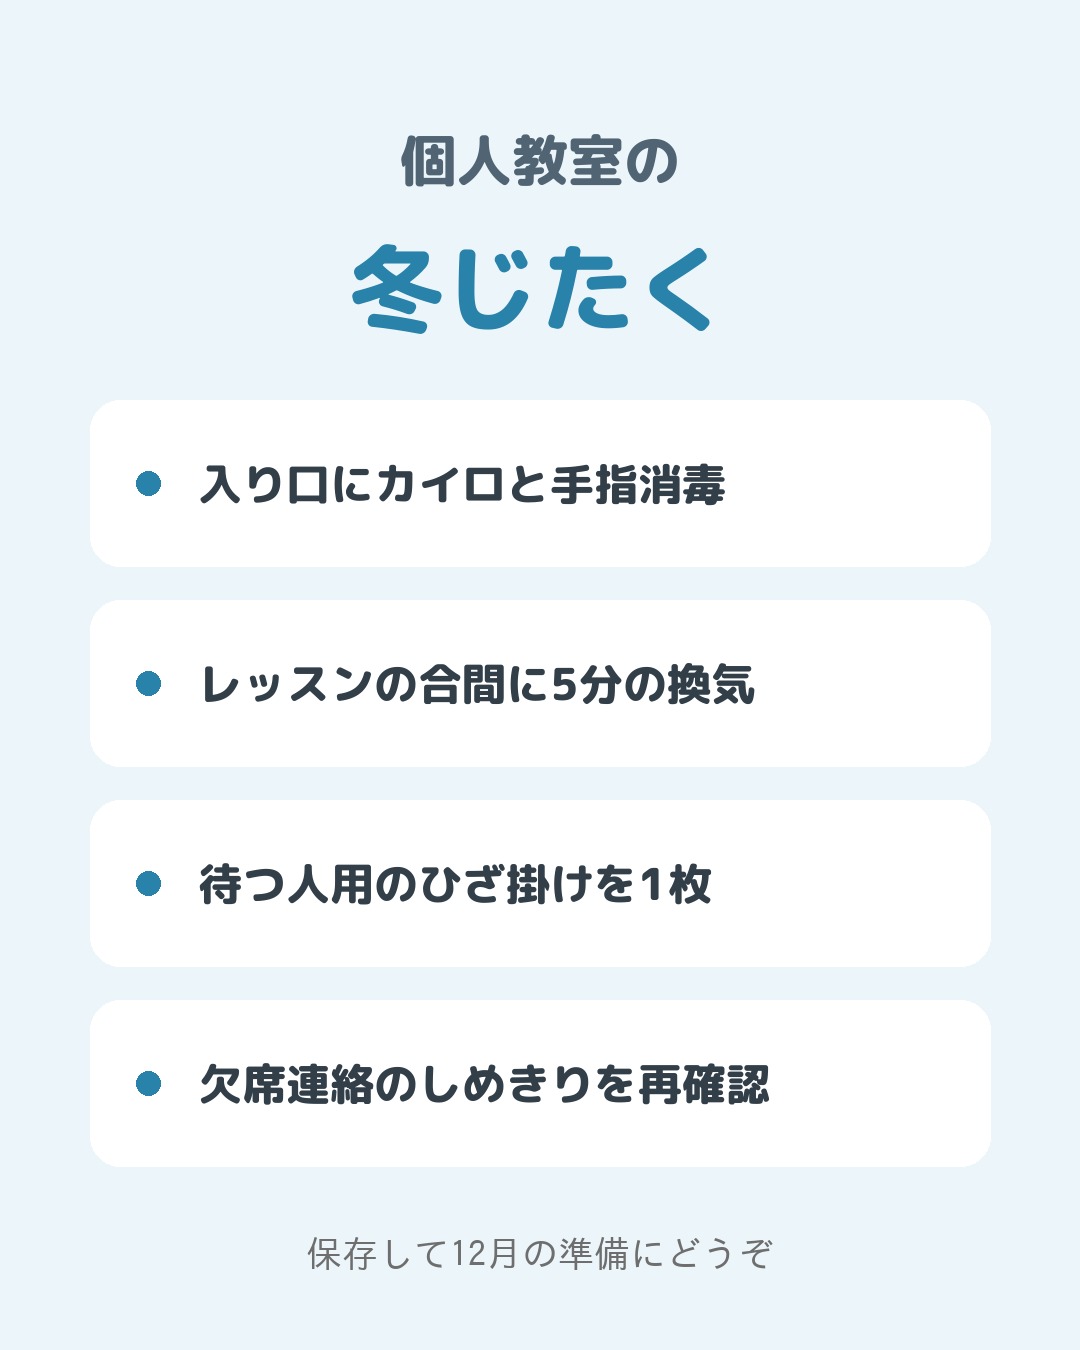 個人教室の
冬じたく
入り口にカイロと手指消毒
レッスンの合間に5分の換気
待つ人用のひざ掛けを1枚
欠席連絡のしめきりを再確認
保存して12月の準備にどうぞ